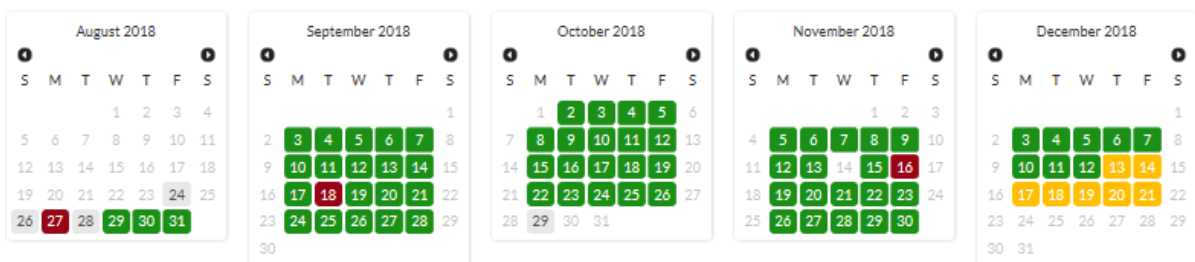 August 2018
S M T W T F S
1 2 3 4
5 6 7 8 9 10 11
12 13 14 15 16 17 18
19 20 21 22 23 24 25
26 27 28 29 30 31
September 2018
S M T W T F S
1
2 3 4 5 6 7 8
9 10 11 12 13 14 15
16 17 18 19 20 21 22
23 24 25 26 27 28 29
30
October 2018
S M T W T F S
1 2 3 4 5 6
7 8 9 10 11 12 13
14 15 16 17 18 19 20
21 22 23 24 25 26 27
28 29 30 31
November 2018
S M T W T F S
1 2 3
4 5 6 7 8 9 10
11 12 13 14 15 16 17
18 19 20 21 22 23 24
25 26 27 28 29 30
December 2018
S M T W T F S
1
2 3 4 5 6 7 8
9 10 11 12 13 14 15
16 17 18 19 20 21 22
23 24 25 26 27 28 29
30 31